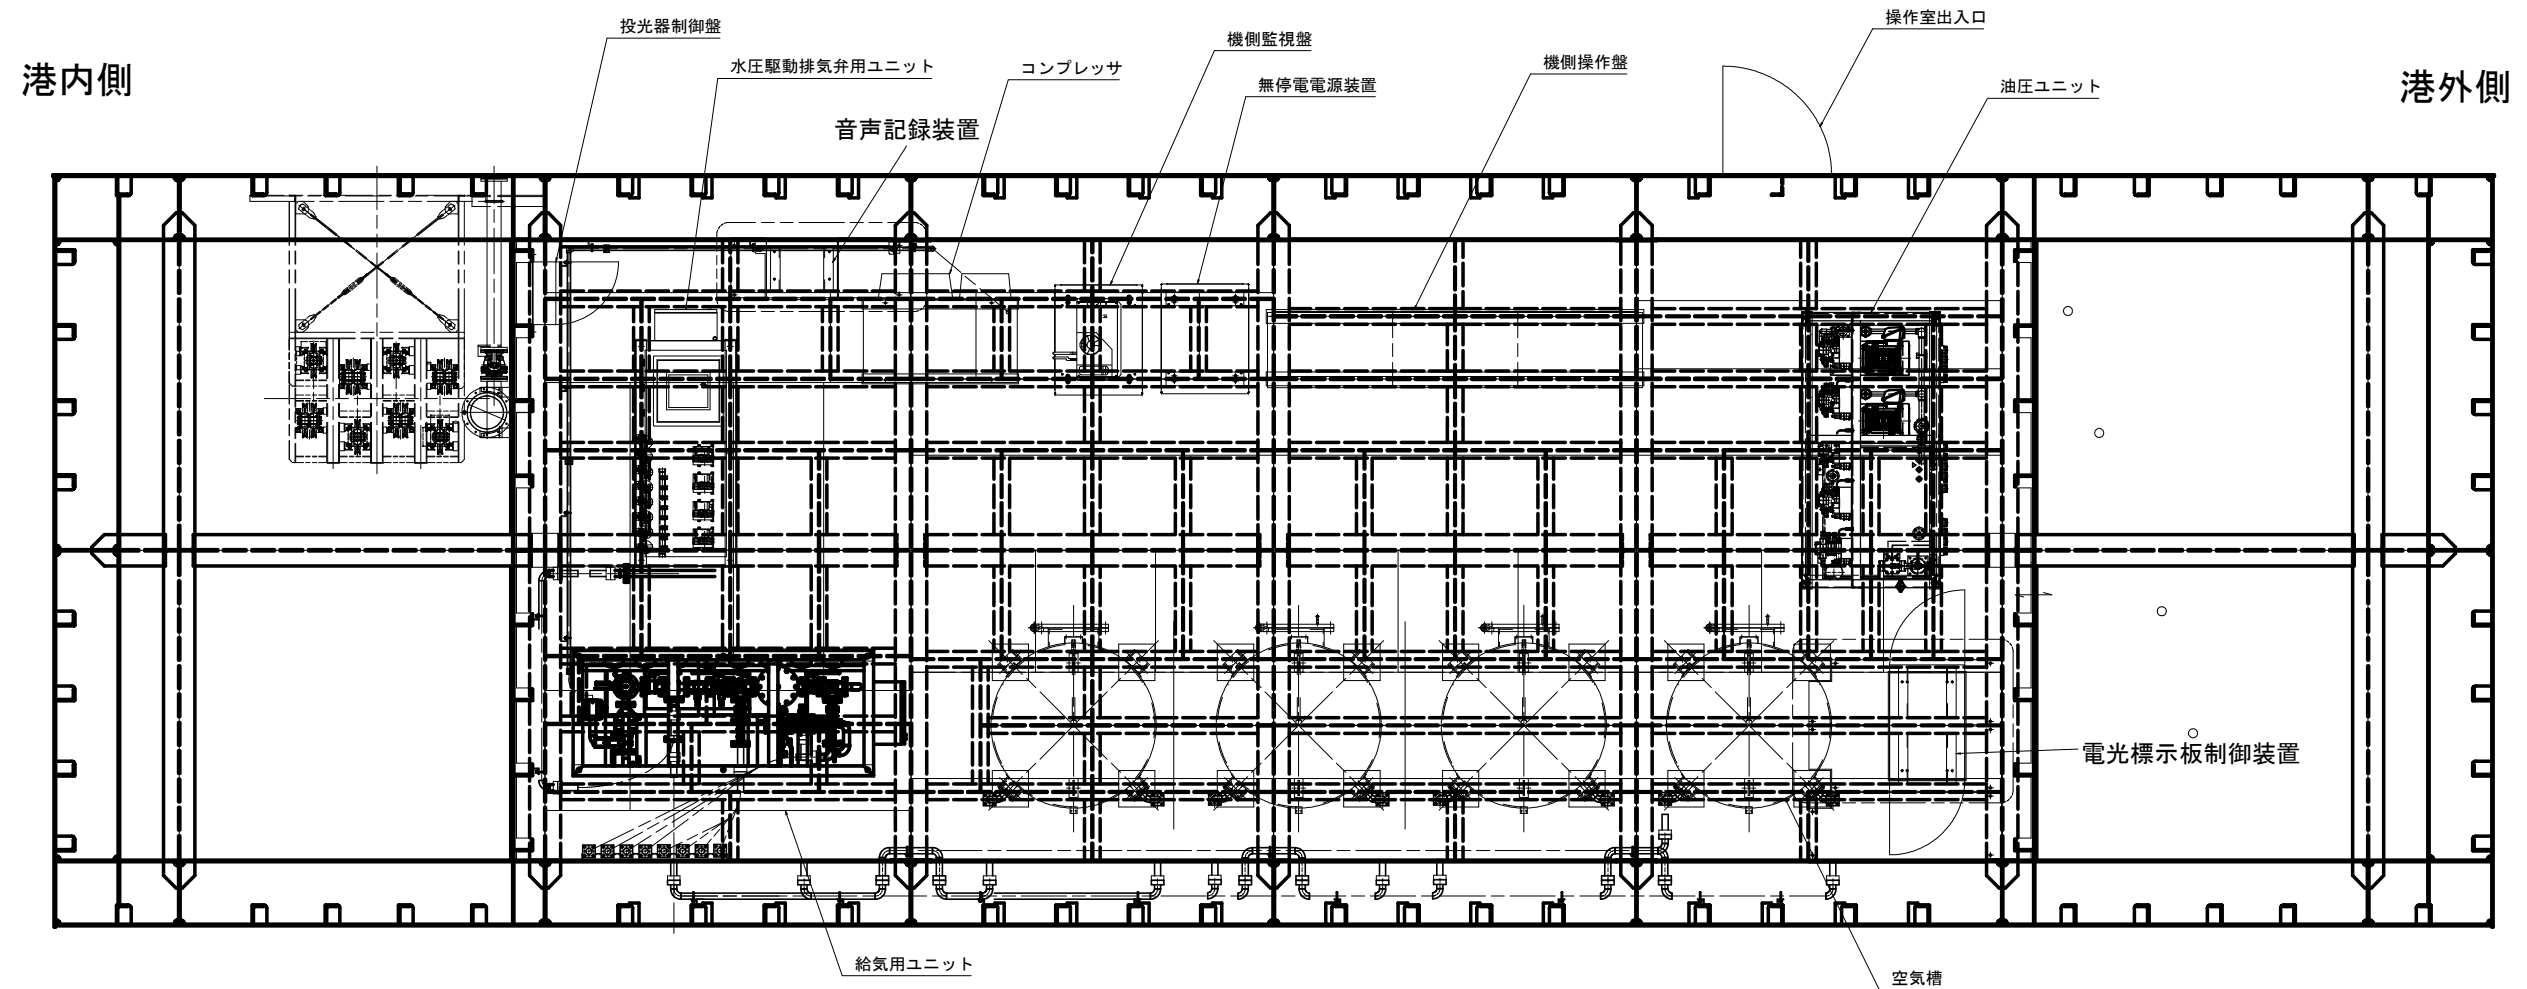 投光器制御盤
操作室出入口
機側監視盤
水圧駆動排気弁用ユニット
コンプレッサ
機側操作盤
港内側
無停電電源装置
油圧ユニット
港外側
音声記録装置
電光標示板制御装置
給気用ユニット
空気槽